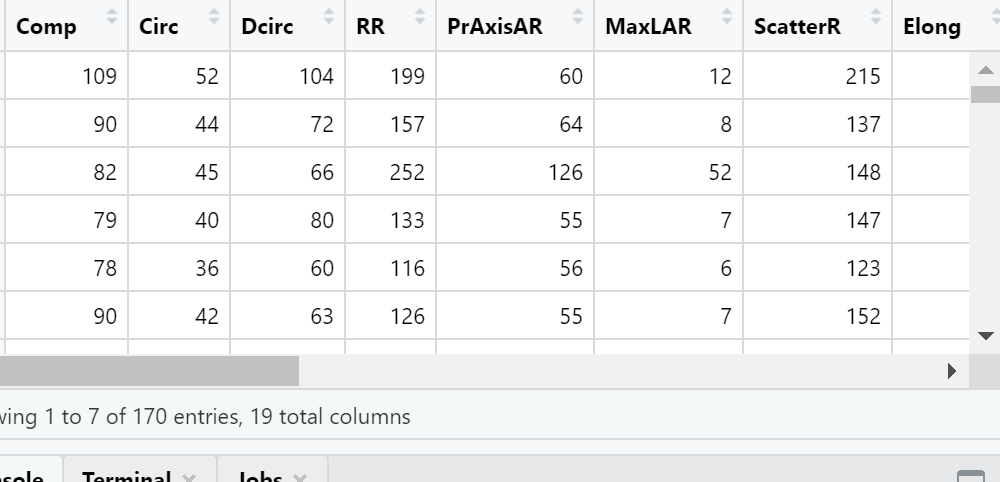 Comp Circ Dcirc RR PrAxisAR MaxLAR ScatterR Elong
109 52 104 199 60 12 215
90 44 72 157 64 8 137
82 45 66 252 126 52 148
79 40 80 133 55 7 147
78 36 60 116 56 6 123
90 42 63 126 55 7 152
wing 1 to 7 of 170 entries, 19 total columns
nsole Terminal Jobs